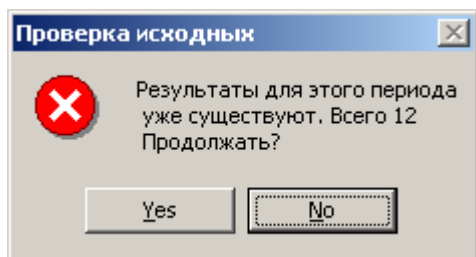 Проверка исходных
Результаты для этого периода
уже существуют. Всего 12
Продолжать?
Yes No